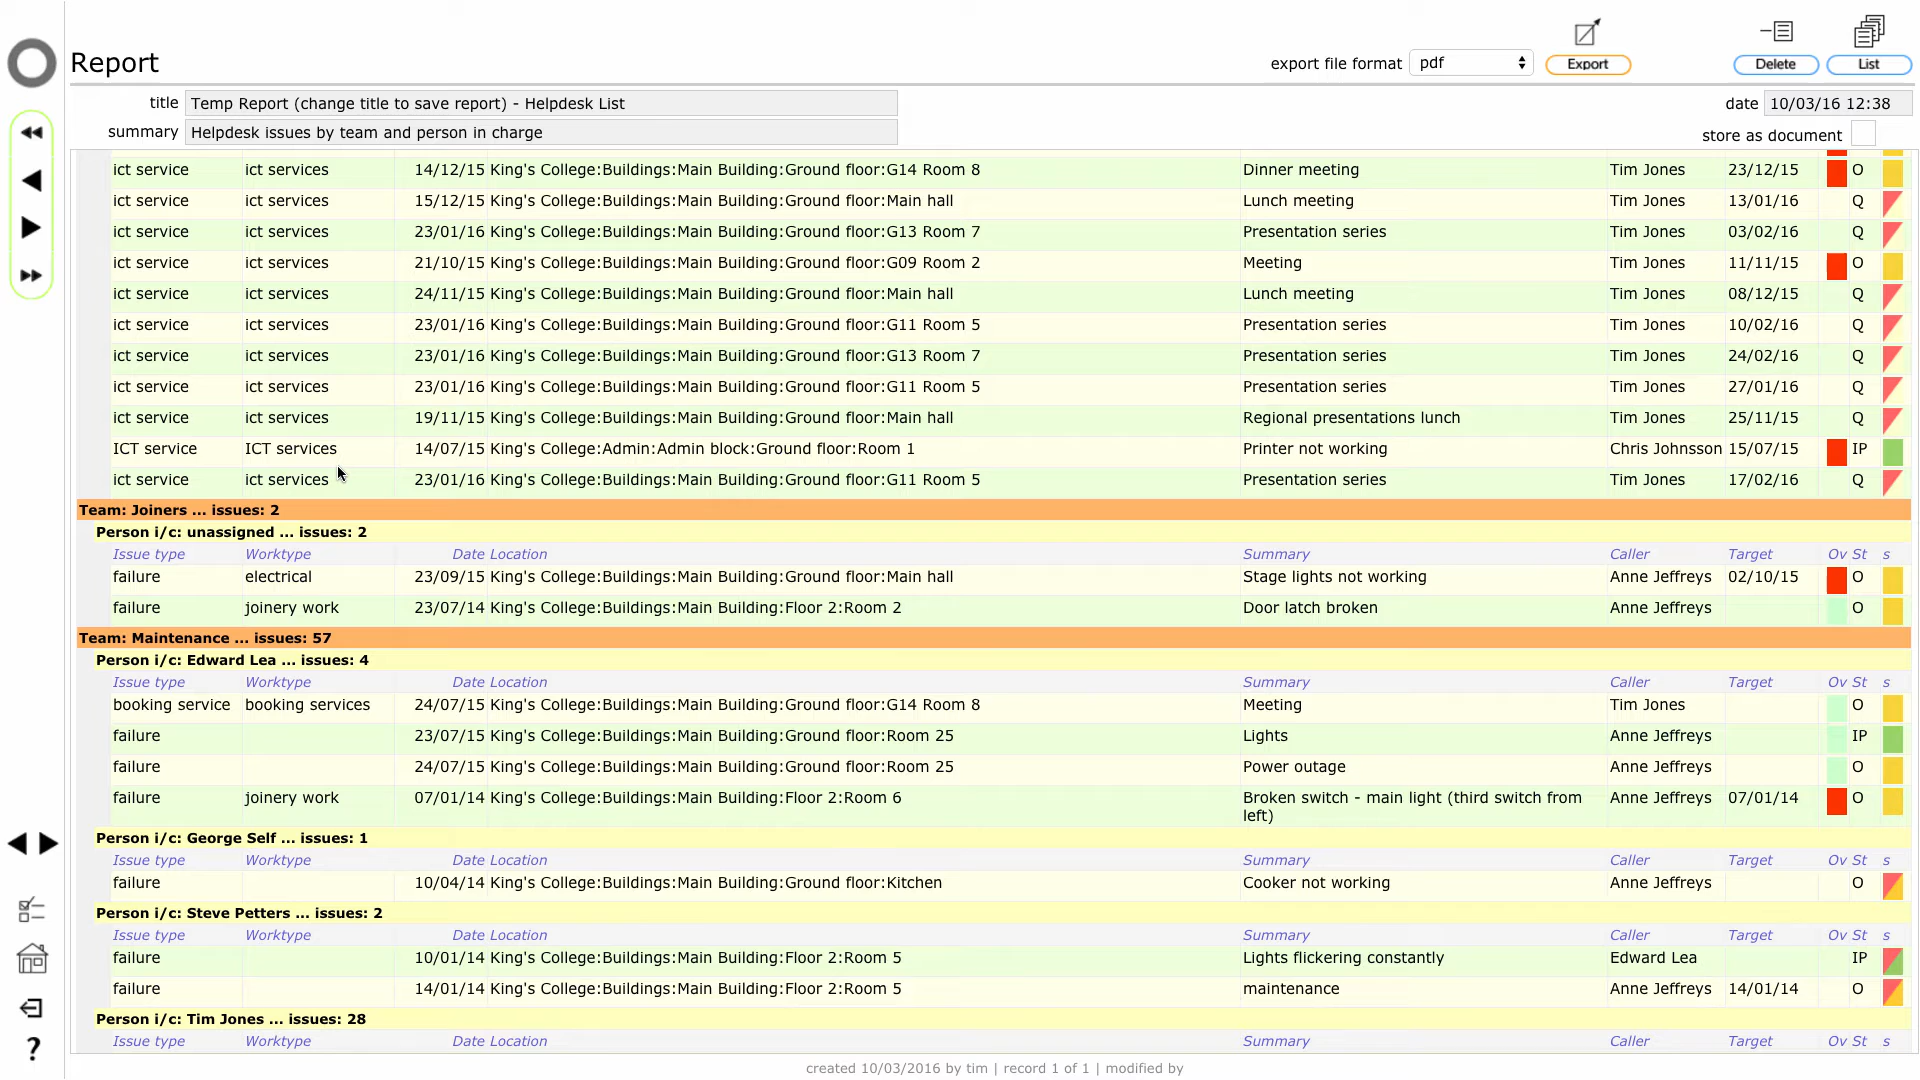 Report
export file format pdf Export Delete List
title Temp Report (change title to save report) - Helpdesk List date 10/03/16 12:38
summary Helpdesk issues by team and person in charge store as document
ict service ict services 14/12/15 King's College:Buildings:Main Building:Ground floor:G14 Room 8 Dinner meeting Tim Jones 23/12/15 O
ict service ict services 15/12/15 King's College:Buildings:Main Building:Ground floor:Main hall Lunch meeting Tim Jones 13/01/16 Q
ict service ict services 23/01/16 King's College:Buildings:Main Building:Ground floor:G13 Room 7 Presentation series Tim Jones 03/02/16 Q
ict service ict services 21/10/15 King's College:Buildings:Main Building:Ground floor:G09 Room 2 Meeting Tim Jones 11/11/15 O
ict service ict services 24/11/15 King's College:Buildings:Main Building:Ground floor:Main hall Lunch meeting Tim Jones 08/12/15 Q
ict service ict services 23/01/16 King's College:Buildings:Main Building:Ground floor:G11 Room 5 Presentation series Tim Jones 10/02/16 Q
ict service ict services 23/01/16 King's College:Buildings:Main Building:Ground floor:G13 Room 7 Presentation series Tim Jones 24/02/16 Q
ict service ict services 23/01/16 King's College:Buildings:Main Building:Ground floor:G11 Room 5 Presentation series Tim Jones 27/01/16 Q
ict service ict services 19/11/15 King's College:Buildings:Main Building:Ground floor:Main hall Regional presentations lunch Tim Jones 25/11/15 Q
ICT service ICT services 14/07/15 King's College:Admin:Admin block:Ground floor:Room 1 Printer not working Chris Johnsson 15/07/15 IP
ict service ict services 23/01/16 King's College:Buildings:Main Building:Ground floor:G11 Room 5 Presentation series Tim Jones 17/02/16 Q
Team: Joiners ... issues: 2
Person i/c: unassigned ... issues: 2
Issue type Worktype Date Location Summary Caller Target Ov St s
failure electrical 23/09/15 King's College:Buildings:Main Building:Ground floor:Main hall Stage lights not working Anne Jeffreys 02/10/15 O
failure joinery work 23/07/14 King's College:Buildings:Main Building:Floor 2:Room 2 Door latch broken Anne Jeffreys O
Team: Maintenance ... issues: 57
Person i/c: Edward Lea ... issues: 4
Issue type Worktype Date Location Summary Caller Target Ov St s
booking service booking services 24/07/15 King's College:Buildings:Main Building:Ground floor:G14 Room 8 Meeting Tim Jones O
failure 23/07/15 King's College:Buildings:Main Building:Ground floor:Room 25 Lights Anne Jeffreys IP
failure 24/07/15 King's College:Buildings:Main Building:Ground floor:Room 25 Power outage Anne Jeffreys O
failure joinery work 07/01/14 King's College:Buildings:Main Building:Floor 2:Room 6 Broken switch - main light (third switch from Anne Jeffreys 07/01/14 O
left)
Person i/c: George Self ... issues: 1
Issue type Worktype Date Location Summary Caller Target Ov St s
failure 10/04/14 King's College:Buildings:Main Building:Ground floor:Kitchen Cooker not working Anne Jeffreys O
Person i/c: Steve Petters ... issues: 2
Issue type Worktype Date Location Summary Caller Target Ov St s
failure 10/01/14 King's College:Buildings:Main Building:Floor 2:Room 5 Lights flickering constantly Edward Lea IP
failure 14/01/14 King's College:Buildings:Main Building:Floor 2:Room 5 maintenance Anne Jeffreys 14/01/14 O
Person i/c: Tim Jones ... issues: 28
Issue type Worktype Date Location Summary Caller Target Ov St s
?
created 10/03/2016 by tim | record 1 of 1 | modified by